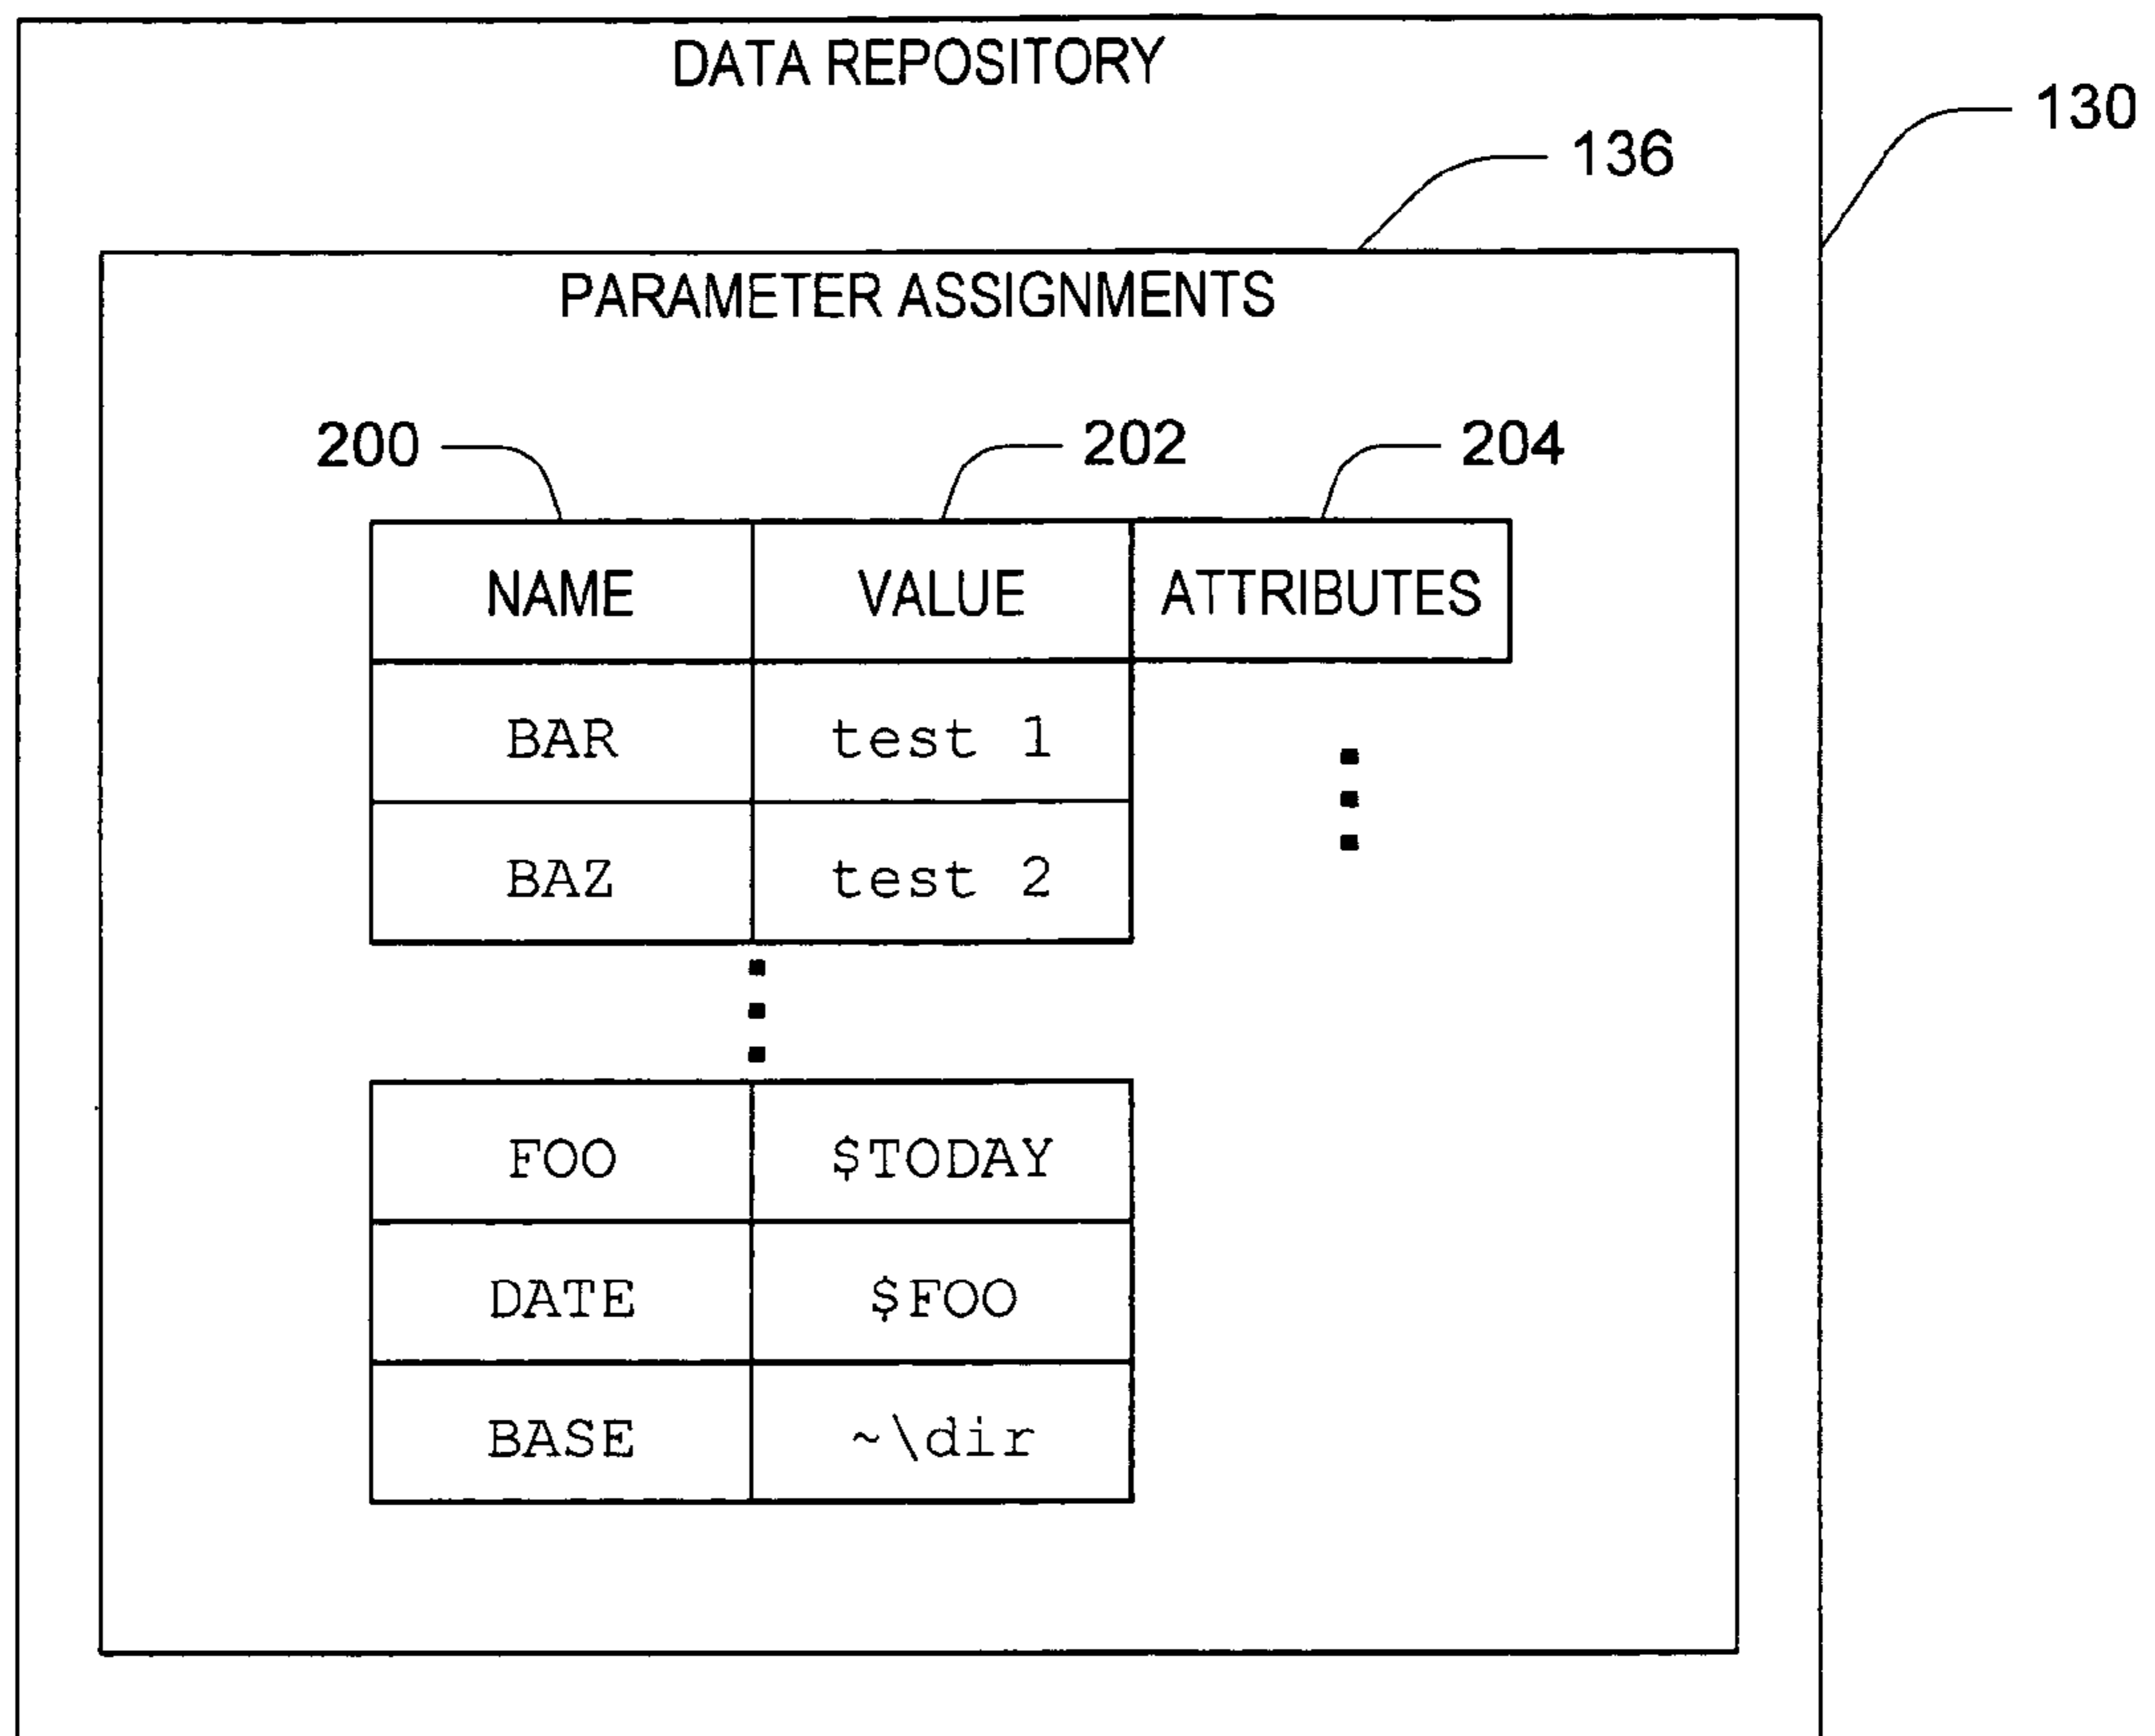 DATA REPOSITORY
130
136
PARAMETER ASSIGNMENTS
200 202 204
NAME VALUE ATTRIBUTES
BAR test 1
BAZ test 2
FOO $TODAY
DATE $FOO
BASE ~\dir